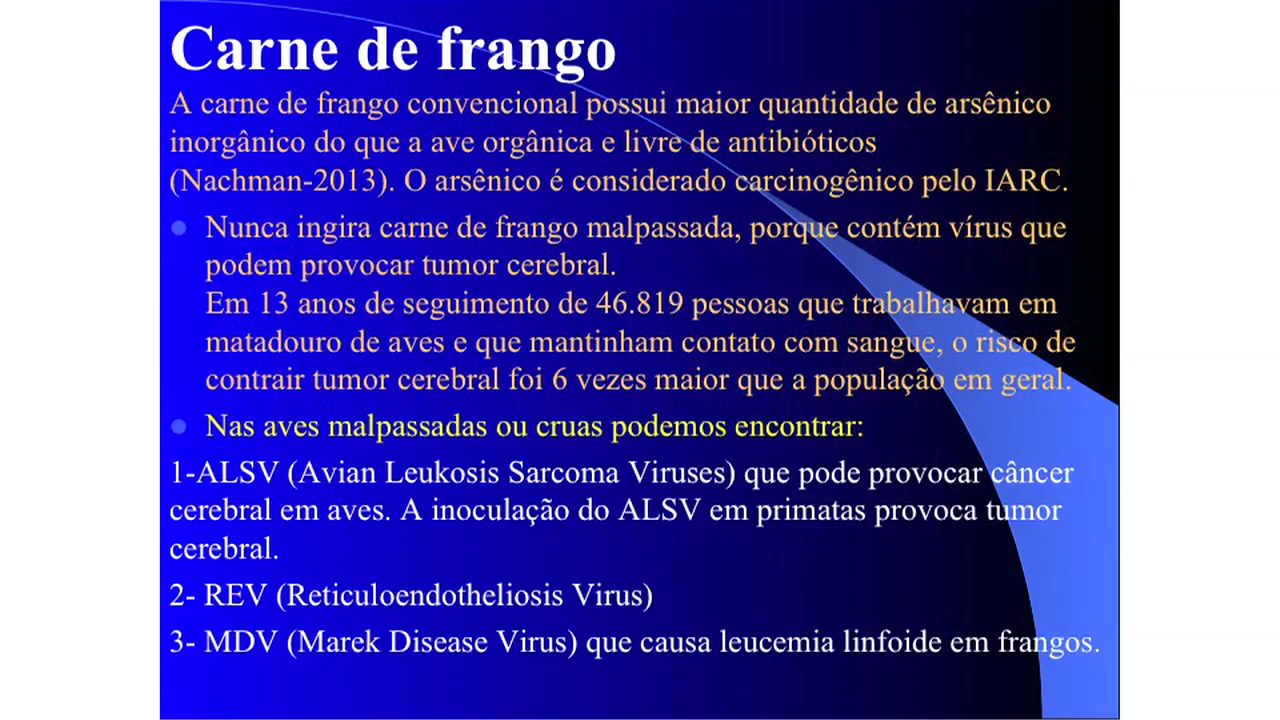 Carne de frango
A carne de frango convencional possui maior quantidade de arsênico
inorgânico do que a ave orgânica e livre de antibióticos
(Nachman-2013). O arsênico é considerado carcinogênico pelo IARC.
Nunca ingira carne de frango malpassada, porque contém vírus que
podem provocar tumor cerebral.
Em 13 anos de seguimento de 46.819 pessoas que trabalhavam em
matadouro de aves e que mantinham contato com sangue, o risco de
contrair tumor cerebral foi 6 vezes maior que a população em geral.
Nas aves malpassadas ou cruas podemos encontrar:
1-ALSV (Avian Leukosis Sarcoma Viruses) que pode provocar câncer
cerebral em aves. A inoculação do ALSV em primatas provoca tumor
cerebral.
2- REV (Reticuloendotheliosis Virus)
3- MDV (Marek Disease Virus) que causa leucemia linfoide em frangos.